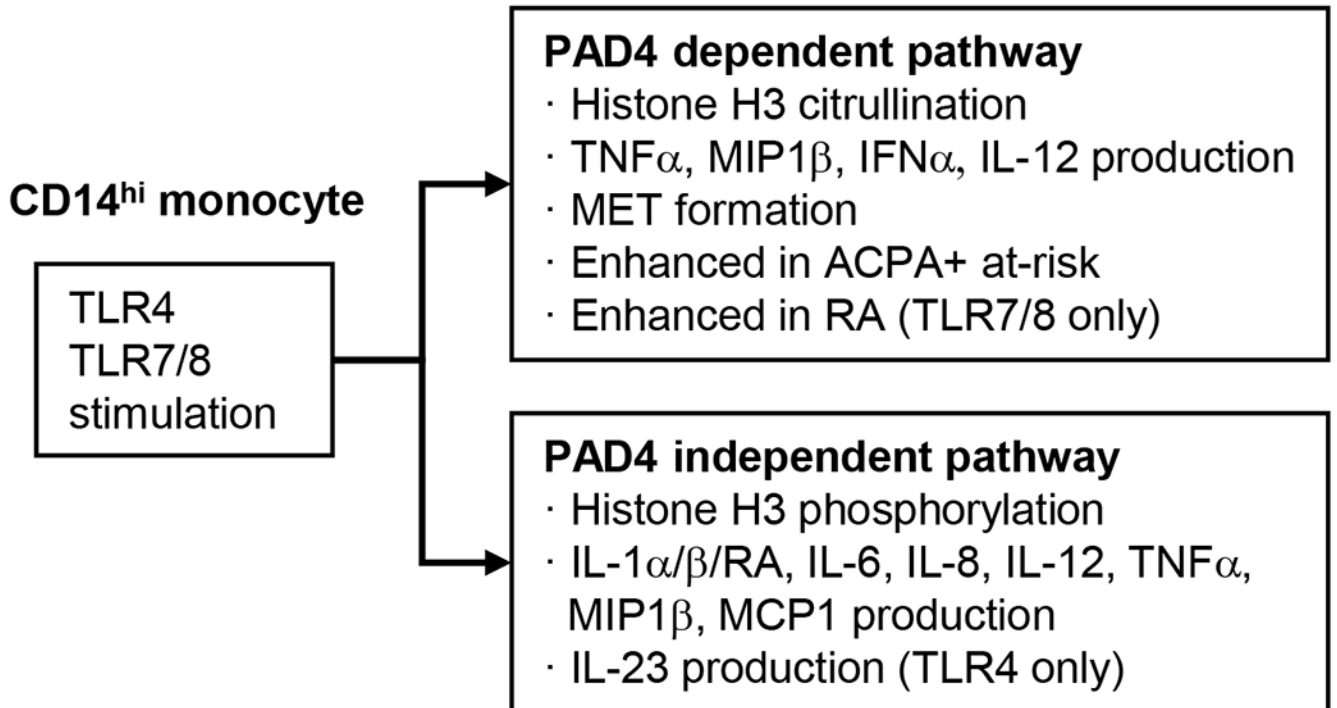 CD14hi monocyte
TLR4
TLR7/8
stimulation
PAD4 dependent pathway
· Histone H3 citrullination
· TNFα, MIP1β, IFNα, IL-12 production
· MET formation
· Enhanced in ACPA+ at-risk
· Enhanced in RA (TLR7/8 only)
PAD4 independent pathway
· Histone H3 phosphorylation
· IL-1α/β/RA, IL-6, IL-8, IL-12, TNFα,
MIP1β, MCP1 production
· IL-23 production (TLR4 only)